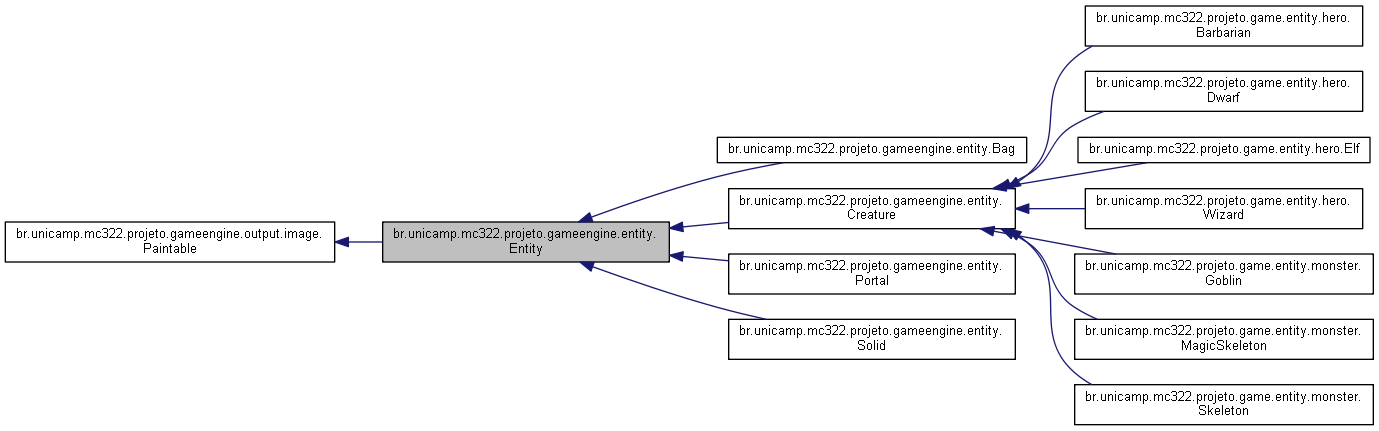 br.unicamp.mc322.projeto.gameengine.output.image.
Paintable
br.unicamp.mc322.projeto.gameengine.entity.
Entity
br.unicamp.mc322.projeto.gameengine.entity.Bag
br.unicamp.mc322.projeto.gameengine.entity.
Creature
br.unicamp.mc322.projeto.gameengine.entity.
Portal
br.unicamp.mc322.projeto.gameengine.entity.
Solid
br.unicamp.mc322.projeto.game.entity.hero.
Barbarian
br.unicamp.mc322.projeto.game.entity.hero.
Dwarf
br.unicamp.mc322.projeto.game.entity.hero.Elf
br.unicamp.mc322.projeto.game.entity.hero.
Wizard
br.unicamp.mc322.projeto.game.entity.monster.
Goblin
br.unicamp.mc322.projeto.game.entity.monster.
MagicSkeleton
br.unicamp.mc322.projeto.game.entity.monster.
Skeleton